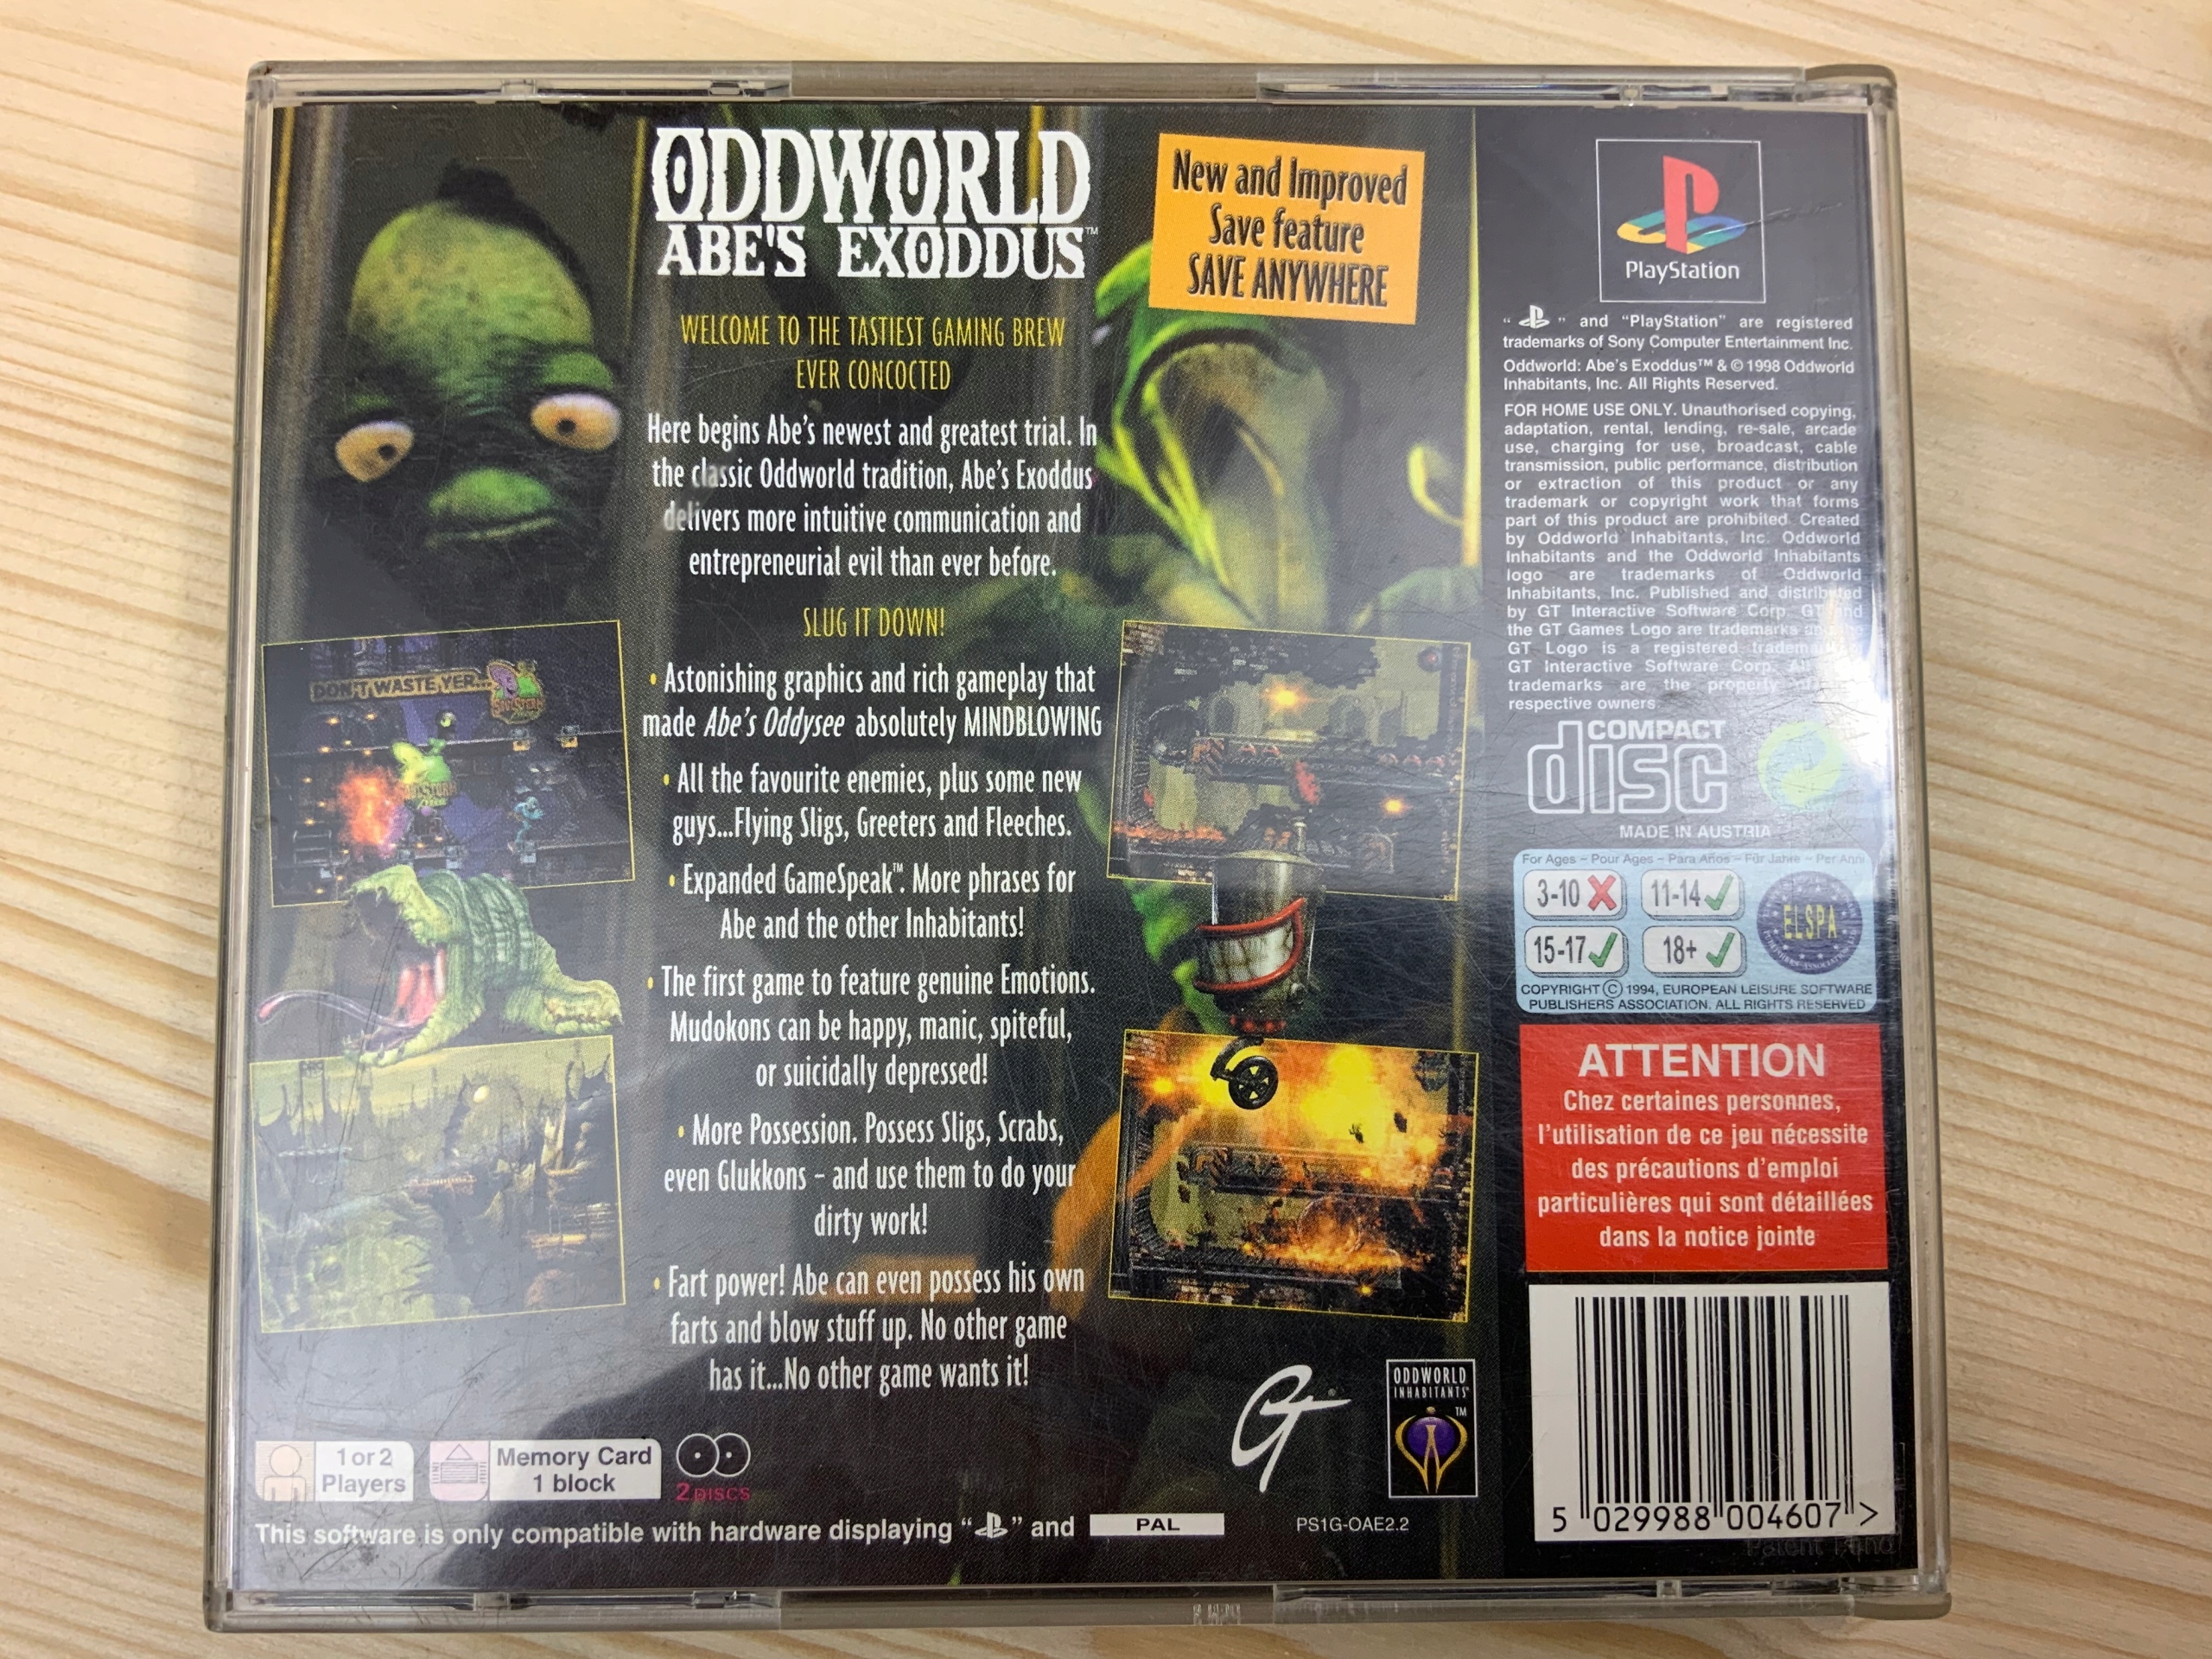 ODDWORLD
ABE'S EXODDUS™
WELCOME TO THE TASTIEST GAMING BREW
EVER CONCOCTED
Here begins Abe's newest and greatest trial. In
the classic Oddworld tradition, Abe's Exoddus
delivers more intuitive communication and
entrepreneurial evil than ever before.
SLUG IT DOWN!
• Astonishing graphics and rich gameplay that
made Abe's Oddysee absolutely MINDBLOWING
• All the favourite enemies, plus some new
guys...Flying Sligs, Greeters and Fleeches.
• Expanded GameSpeak™. More phrases for
Abe and the other Inhabitants!
• The first game to feature genuine Emotions.
Mudokons can be happy, manic, spiteful,
or suicidally depressed!
• More Possession. Possess Sligs, Scrabs,
even Glukkons – and use them to do your
dirty work!
• Fart power! Abe can even possess his own
farts and blow stuff up. No other game
has it...No other game wants it!
New and Improved
Save feature
SAVE ANYWHERE
DON'T WASTE YER...
1 or 2
Players
Memory Card
1 block
2 DISCS
This software is only compatible with hardware displaying " " and PAL
PS1G-OAE2.2
GT
ODDWORLD
INHABITANTS
™
PlayStation
" " and "PlayStation" are registered
trademarks of Sony Computer Entertainment Inc.
Oddworld: Abe's Exoddus™ & © 1998 Oddworld
Inhabitants, Inc. All Rights Reserved.
FOR HOME USE ONLY. Unauthorised copying,
adaptation, rental, lending, re-sale, arcade
use, charging for use, broadcast, cable
transmission, public performance, distribution
or extraction of this product or any
trademark or copyright work that forms
part of this product are prohibited. Created
by Oddworld Inhabitants, Inc. Oddworld
Inhabitants and the Oddworld Inhabitants
logo are trademarks of Oddworld
Inhabitants, Inc. Published and distributed
by GT Interactive Software Corp. GT and
the GT Games Logo are trademarks
GT Logo is a registered
GT Interactive Software Corp. All
trademarks are the property
respective owners
COMPACT
disc
MADE IN AUSTRIA
For Ages – Pour Ages – Para Años – Für Jahre – Per Anni
3-10 11-14
15-17 18+
ELSPA
COPYRIGHT © 1994, EUROPEAN LEISURE SOFTWARE
PUBLISHERS ASSOCIATION. ALL RIGHTS RESERVED
ATTENTION
Chez certaines personnes,
l'utilisation de ce jeu nécessite
des précautions d'emploi
particulières qui sont détaillées
dans la notice jointe
5 029988 004607 >